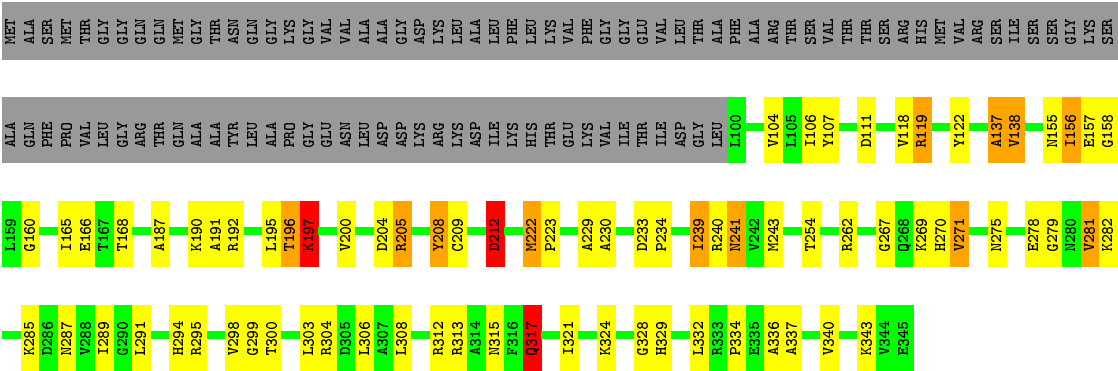 MET ALA SER MET THR GLY GLY GLN GLN MET GLY THR ASN GLN GLY LYS GLY VAL VAL ALA ALA GLY ASP LYS LEU ALA LEU PHE LEU LYS VAL PHE GLY GLY GLU VAL LEU THR ALA PHE ALA ARG THR SER VAL THR THR SER ARG HIS MET VAL ARG SER ILE SER SER GLY LYS SER
ALA GLN PHE PRO VAL LEU GLY ARG THR GLN ALA ALA TYR LEU ALA PRO GLY GLU ASN LEU ASP ASP LYS ARG LYS ASP ILE LYS HIS THR GLU LYS VAL ILE THR ILE ASP GLY LEU L100 V104 L105 I106 Y107 D111 V118 R119 Y122 A137 V138 N155 I156 E157 G158
L159 G160 I165 E166 T167 T168 A187 K190 A191 R192 L195 T196 K197 V200 D204 R205 Y208 C209 D212 M222 P223 A229 A230 D233 P234 I239 R240 N241 V242 M243 T254 R262 G267 Q268 K269 H270 V271 N275 E278 G279 N280 V281 R282
K285 D286 N287 V288 I289 G290 L291 H294 R295 V298 G299 T300 L303 R304 D305 L306 A307 L308 R312 R313 A314 N315 F316 Q317 I321 K324 G328 H329 L332 R333 P334 E335 A336 A337 V340 K343 V344 E345